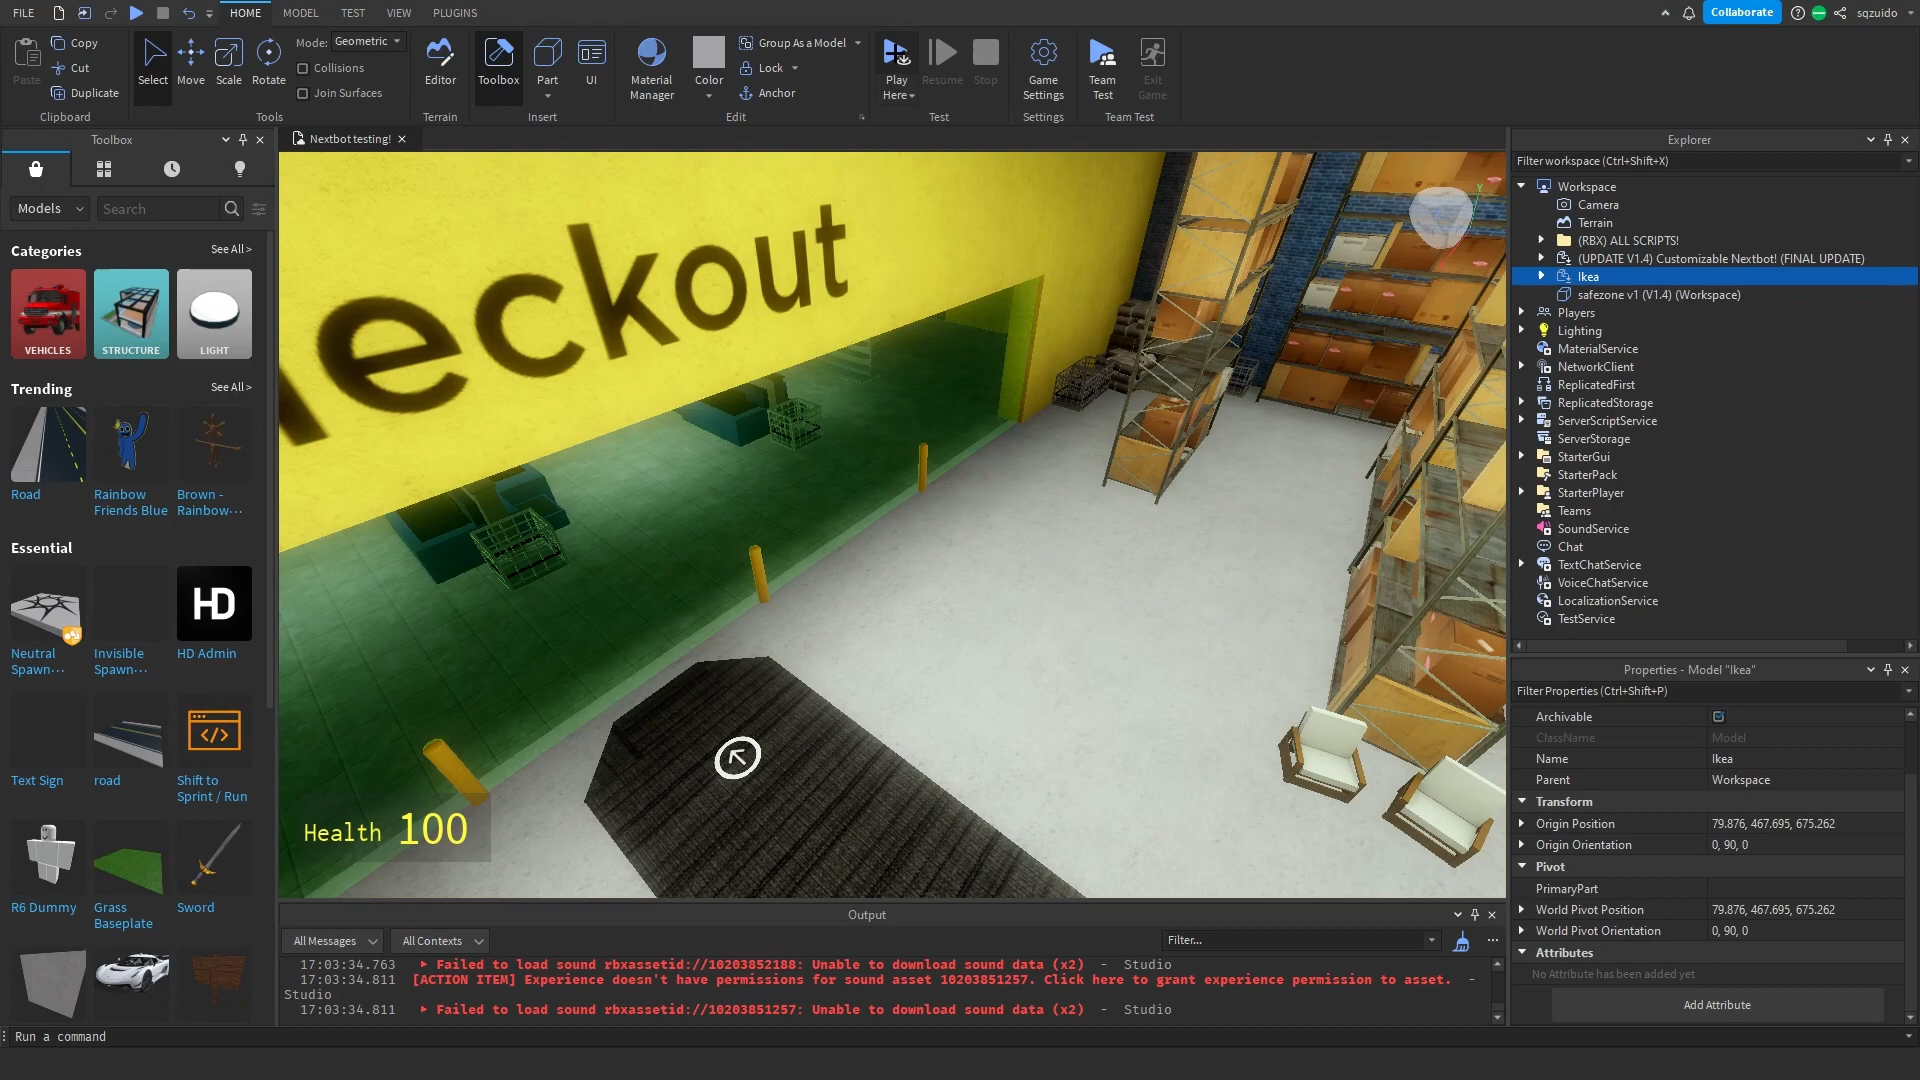 FILE
HOME
MODEL
TEST
VIEW
PLUGINS
Collaborate
sqzuido
Paste
Copy
Cut
Duplicate
Clipboard
Select
Move
Scale
Rotate
Mode: Geometric
Collisions
Join Surfaces
Tools
Editor
Terrain
Toolbox
Part
UI
Insert
Material
Manager
Color
Group As a Model
Lock
Anchor
Edit
Play
Here
Resume
Stop
Test
Game
Settings
Settings
Team
Test
Exit
Game
Team Test
Toolbox
Models
Search
Categories
See All >
VEHICLES
STRUCTURE
LIGHT
Trending
See All >
Road
Rainbow
Friends Blue
Brown -
Rainbow...
Essential
HD
Neutral
Spawn...
Invisible
Spawn...
HD Admin
Text Sign
road
Shift to
Sprint / Run
R6 Dummy
Grass
Baseplate
Sword
Nextbot testing!
eckout
Health 100
Y
Output
All Messages
All Contexts
Filter...
17:03:34.763 Failed to load sound rbxassetid://10203852188: Unable to download sound data (x2) - Studio
17:03:34.811 [ACTION ITEM] Experience doesn't have permissions for sound asset 10203851257. Click here to grant experience permission to asset. -
Studio
17:03:34.811 Failed to load sound rbxassetid://10203851257: Unable to download sound data (x2) - Studio
Run a command
Explorer
Filter workspace (Ctrl+Shift+X)
Workspace
Camera
Terrain
(RBX) ALL SCRIPTS!
(UPDATE V1.4) Customizable Nextbot! (FINAL UPDATE)
Ikea
safezone v1 (V1.4) (Workspace)
Players
Lighting
MaterialService
NetworkClient
ReplicatedFirst
ReplicatedStorage
ServerScriptService
ServerStorage
StarterGui
StarterPack
StarterPlayer
Teams
SoundService
Chat
TextChatService
VoiceChatService
LocalizationService
TestService
Properties - Model "Ikea"
Filter Properties (Ctrl+Shift+P)
Archivable
ClassName Model
Name Ikea
Parent Workspace
Transform
Origin Position 79.876, 467.695, 675.262
Origin Orientation 0, 90, 0
Pivot
PrimaryPart
World Pivot Position 79.876, 467.695, 675.262
World Pivot Orientation 0, 90, 0
Attributes
No Attribute has been added yet
Add Attribute